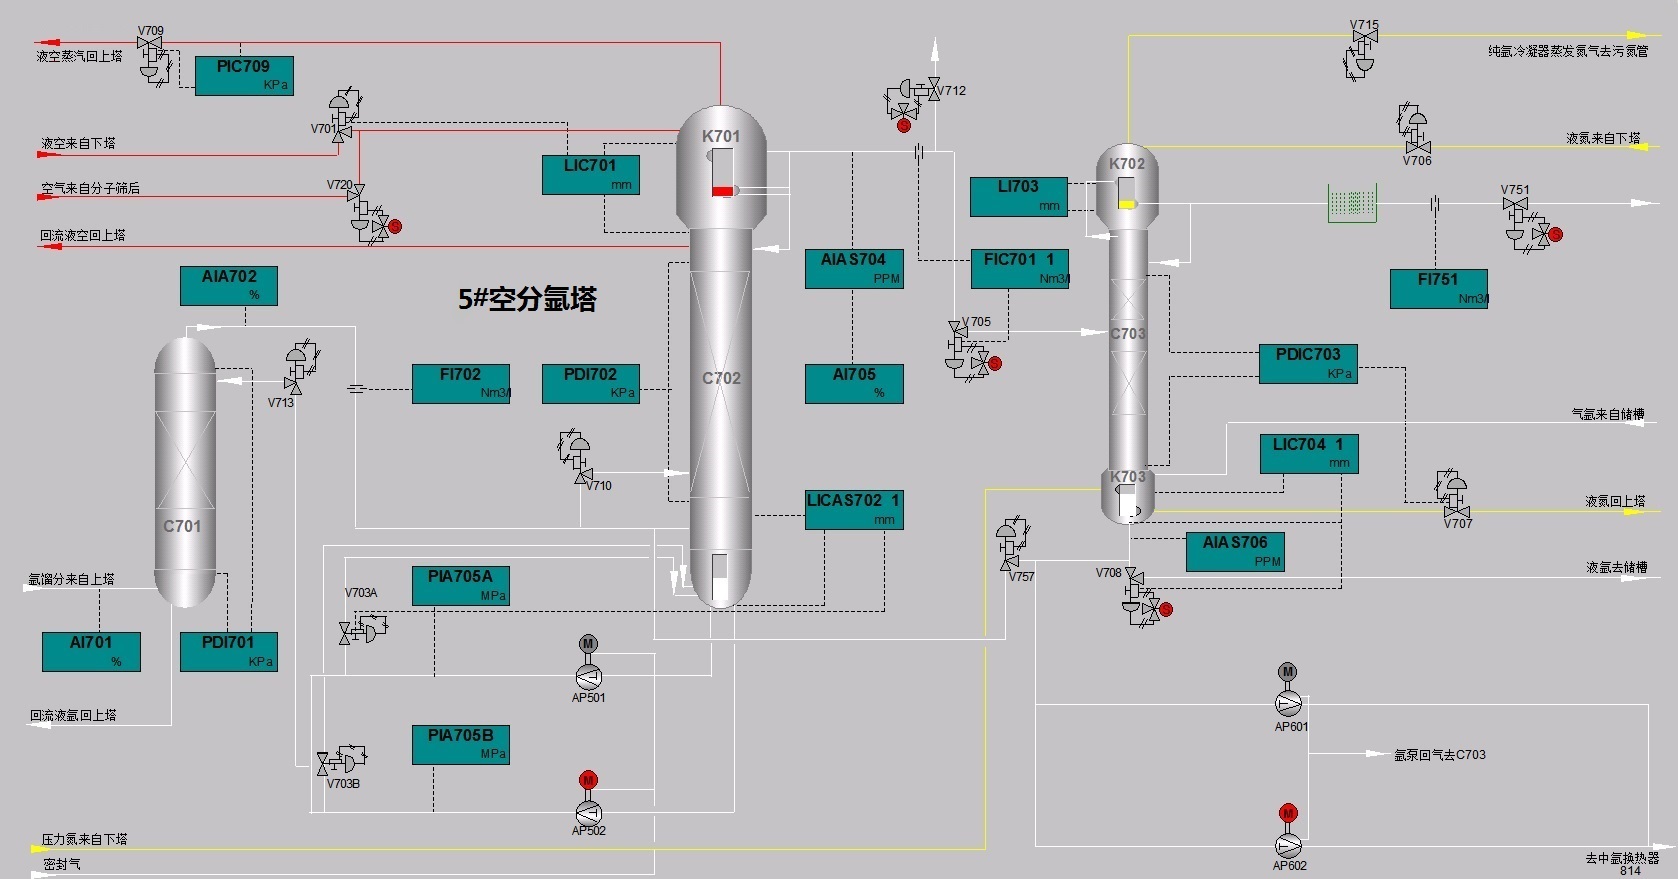 V709
V715
液空蒸汽回上塔
纯氩冷凝器蒸发氮气去污氮管
PIC709
KPa
V712
S
V701
K701
液空来自下塔
液氮来自下塔
V706
K702
LIC701
mm
空气来自分子筛后
V720
LI703
mm
V751
S
回流液空回上塔
S
AIA702
%
5#空分氩塔
AIAS704
PPM
FIC701 1
Nm3/
FI751
Nm3/
V705
C703
S
PDIC703
KPa
V713
FI702
Nm3/
PDI702
KPa
C702
AI705
%
气氩来自储槽
LIC704 1
mm
K703
V710
LICAS702 1
mm
液氮回上塔
V707
C701
AIAS706
PPM
氩馏分来自上塔
PIA705A
MPa
V757
V708
液氩去储槽
V703A
S
AI701
%
PDI701
KPa
M
AP501
M
AP601
回流液氩回上塔
PIA705B
MPa
氩泵回气去C703
V703B
M
AP502
M
AP602
压力氮来自下塔
密封气
去中氩换热器
814